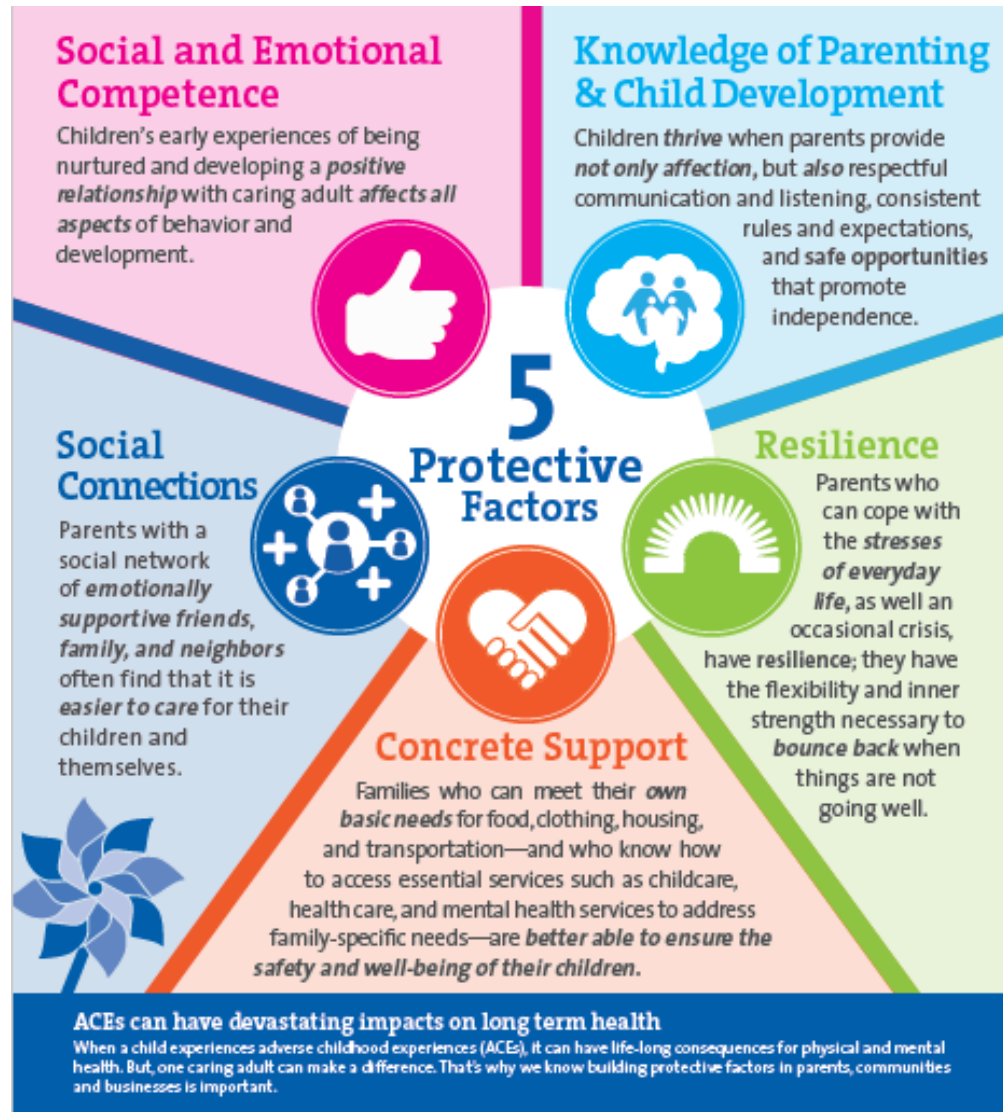 Social and Emotional
Competence
Children's early experiences of being
nurtured and developing a positive
relationship with caring adult affects all
aspects of behavior and
development.
Knowledge of Parenting
& Child Development
Children thrive when parents provide
not only affection, but also respectful
communication and listening, consistent
rules and expectations,
and safe opportunities
that promote
independence.
5
Protective
Factors
Social
Connections
Parents with a
social network
of emotionally
supportive friends,
family, and neighbors
often find that it is
easier to care for their
children and
themselves.
Resilience
Parents who
can cope with
the stresses
of everyday
life, as well an
occasional crisis,
have resilience; they have
the flexibility and inner
strength necessary to
bounce back when
things are not
going well.
Concrete Support
Families who can meet their own
basic needs for food, clothing, housing,
and transportation—and who know how
to access essential services such as childcare,
health care, and mental health services to address
family-specific needs—are better able to ensure the
safety and well-being of their children.
ACEs can have devastating impacts on long term health
When a child experiences adverse childhood experiences (ACEs), it can have life-long consequences for physical and mental
health. But, one caring adult can make a difference. That's why we know building protective factors in parents, communities
and businesses is important.